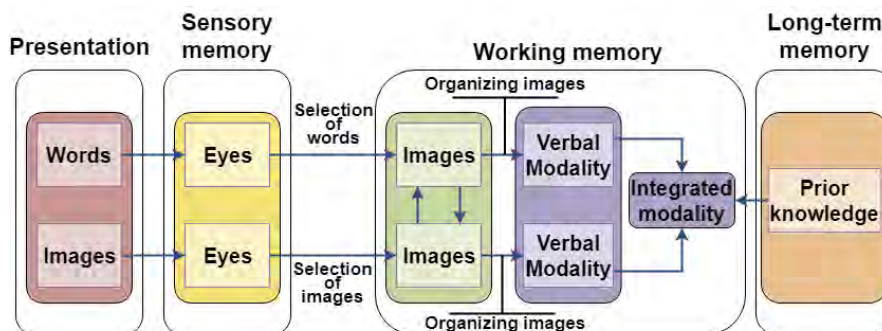 Presentation
Sensory
memory
Working memory
Long-term
memory
Organizing images
Selection
of
words
Words
Eyes
Images
Verbal
Modality
Integrated
modality
Prior
knowledge
Images
Eyes
Images
Verbal
Modality
Selection
of images
Organizing images